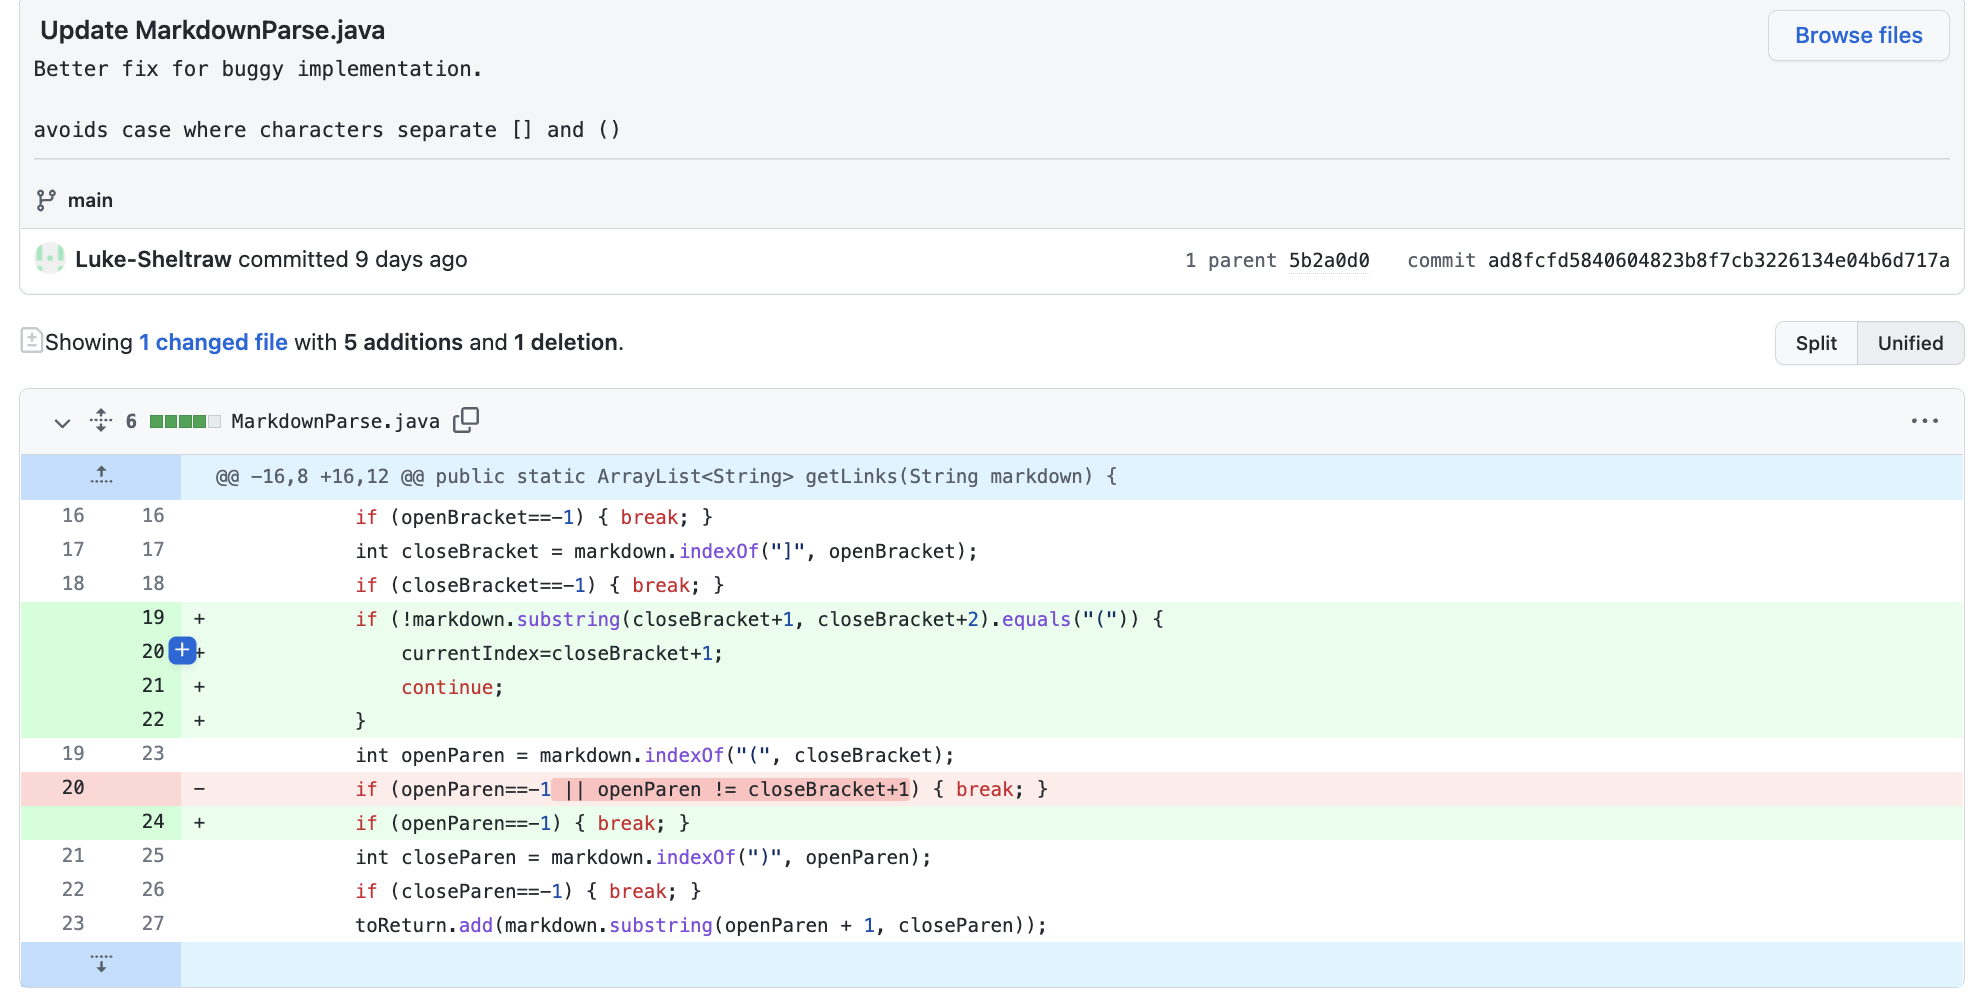 Update MarkdownParse.java
Browse files
Better fix for buggy implementation.
avoids case where characters separate [] and ()
main
Luke-Sheltraw committed 9 days ago
1 parent 5b2a0d0 commit ad8fcfd5840604823b8f7cb3226134e04b6d717a
Showing 1 changed file with 5 additions and 1 deletion.
Split Unified
6 MarkdownParse.java
@@ -16,8 +16,12 @@ public static ArrayList<String> getLinks(String markdown) {
16 16 if (openBracket==-1) { break; }
17 17 int closeBracket = markdown.indexOf("]", openBracket);
18 18 if (closeBracket==-1) { break; }
19 + if (!markdown.substring(closeBracket+1, closeBracket+2).equals("(")) {
20 + currentIndex=closeBracket+1;
21 + continue;
22 + }
19 23 int openParen = markdown.indexOf("(", closeBracket);
20 - if (openParen==-1 || openParen != closeBracket+1) { break; }
24 + if (openParen==-1) { break; }
21 25 int closeParen = markdown.indexOf(")", openParen);
22 26 if (closeParen==-1) { break; }
23 27 toReturn.add(markdown.substring(openParen + 1, closeParen));